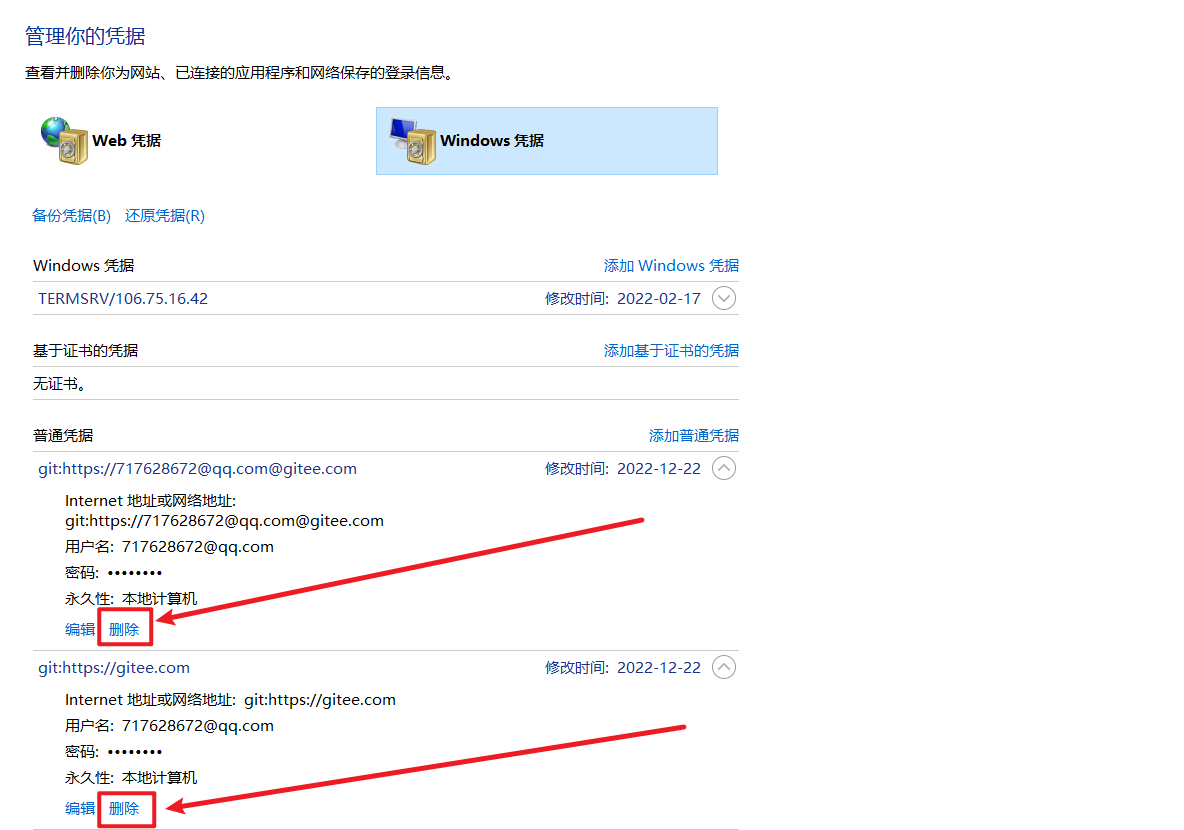 管理你的凭据
查看并删除你为网站、已连接的应用程序和网络保存的登录信息。
Web 凭据
Windows 凭据
备份凭据(B) 还原凭据(R)
Windows 凭据 添加 Windows 凭据
TERMSRV/106.75.16.42 修改时间: 2022-02-17
基于证书的凭据 添加基于证书的凭据
无证书。
普通凭据 添加普通凭据
git:https://717628672@qq.com@gitee.com 修改时间: 2022-12-22
Internet 地址或网络地址:
git:https://717628672@qq.com@gitee.com
用户名: 717628672@qq.com
密码: ••••••••
永久性: 本地计算机
编辑 删除
git:https://gitee.com 修改时间: 2022-12-22
Internet 地址或网络地址: git:https://gitee.com
用户名: 717628672@qq.com
密码: ••••••••
永久性: 本地计算机
编辑 删除